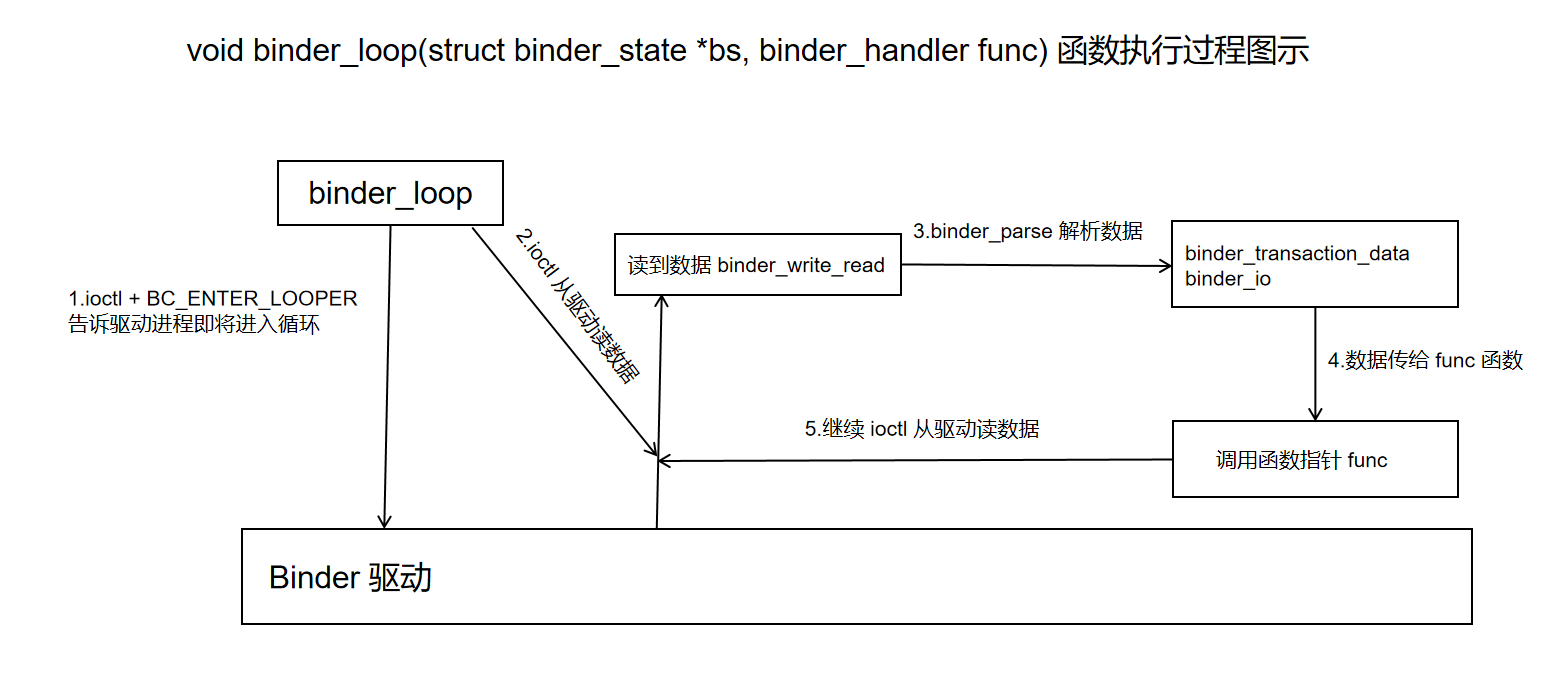 void binder_loop(struct binder_state *bs, binder_handler func) 函数执行过程图示
binder_loop
1.ioctl + BC_ENTER_LOOPER
告诉驱动进程即将进入循环
2.ioctl 从驱动读数据
读到数据 binder_write_read
3.binder_parse 解析数据
binder_transaction_data
binder_io
4.数据传给 func 函数
调用函数指针 func
5.继续 ioctl 从驱动读数据
Binder 驱动